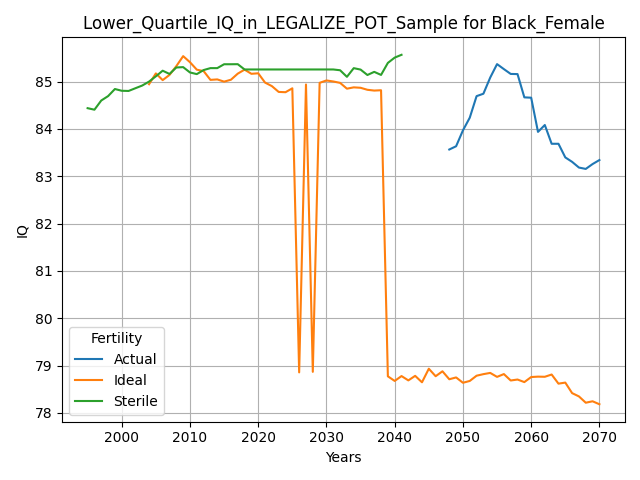 Lower_Quartile_IQ_in_LEGALIZE_POT_Sample for Black_Female
IQ
85
84
83
82
81
80
79
78
Fertility
Actual
Ideal
Sterile
2000
2010
2020
2030
2040
2050
2060
2070
Years